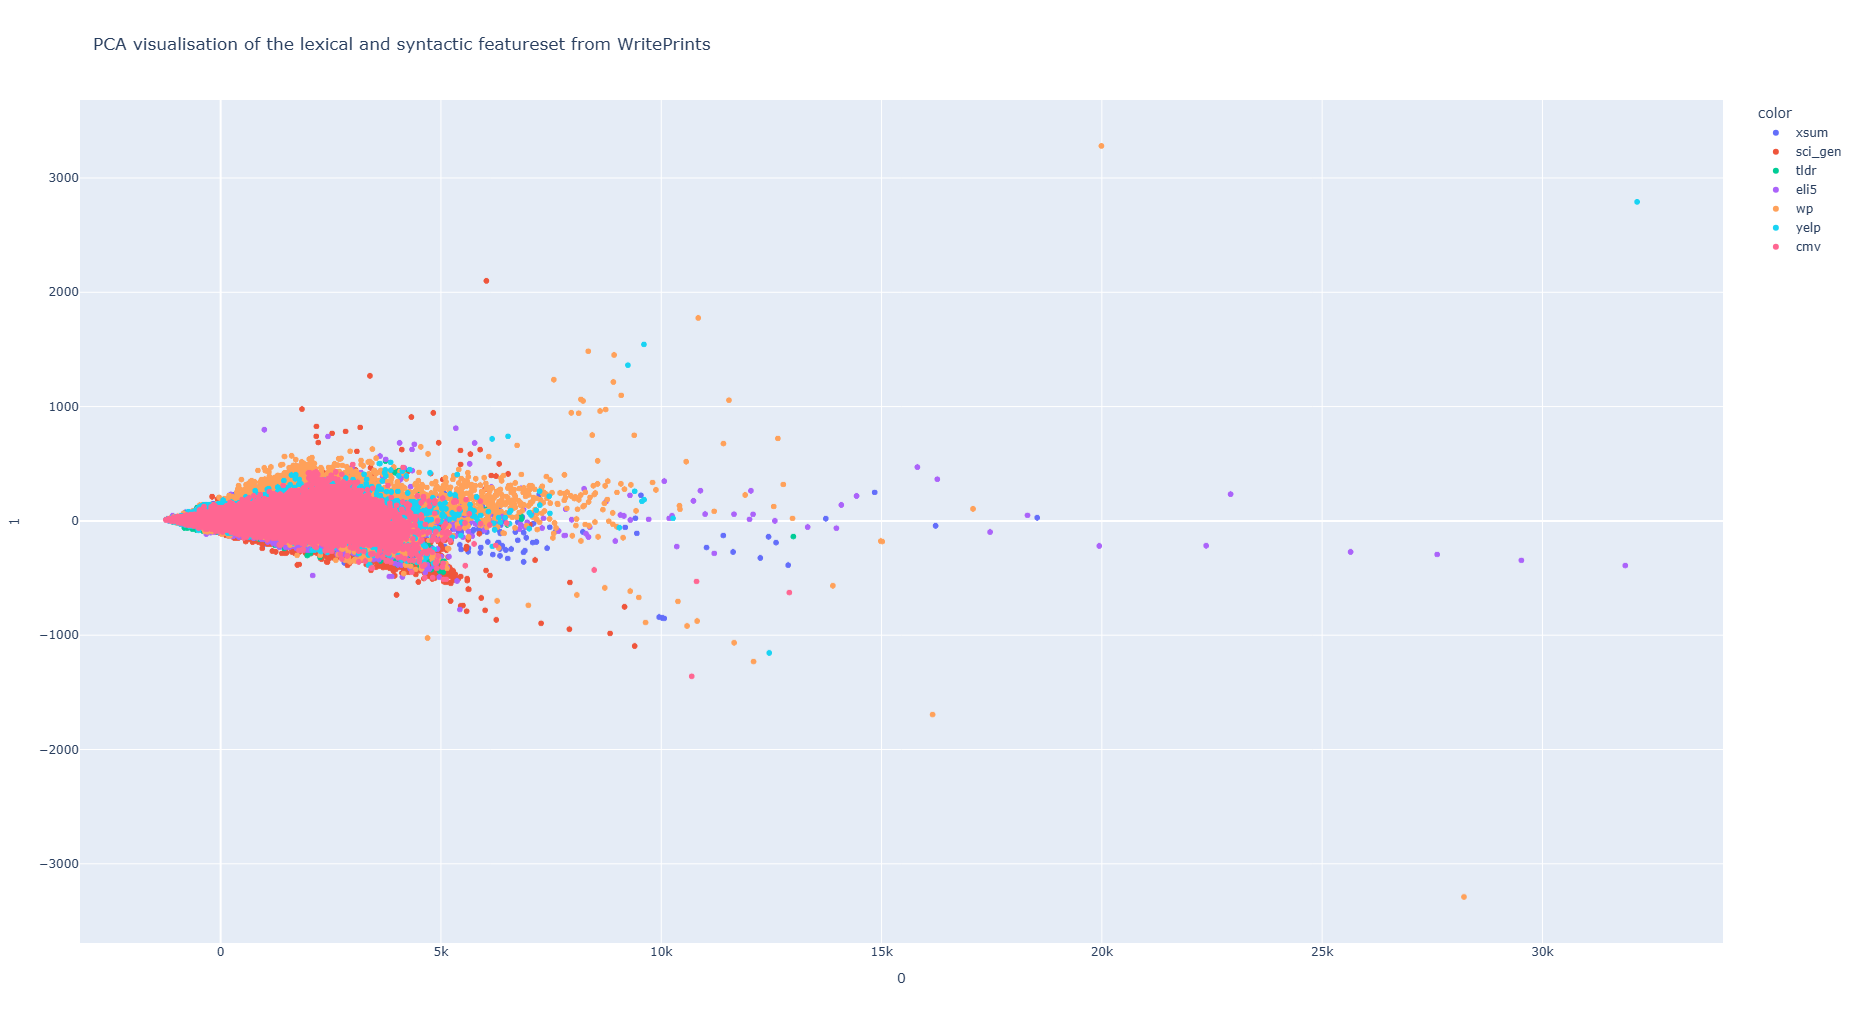 PCA visualisation of the lexical and syntactic featureset from WritePrints
color
xsum
sci_gen
tldr
eli5
wp
yelp
cmv
3000
2000
1000
0
−1000
−2000
−3000
1
0
5k
10k
15k
20k
25k
30k
0